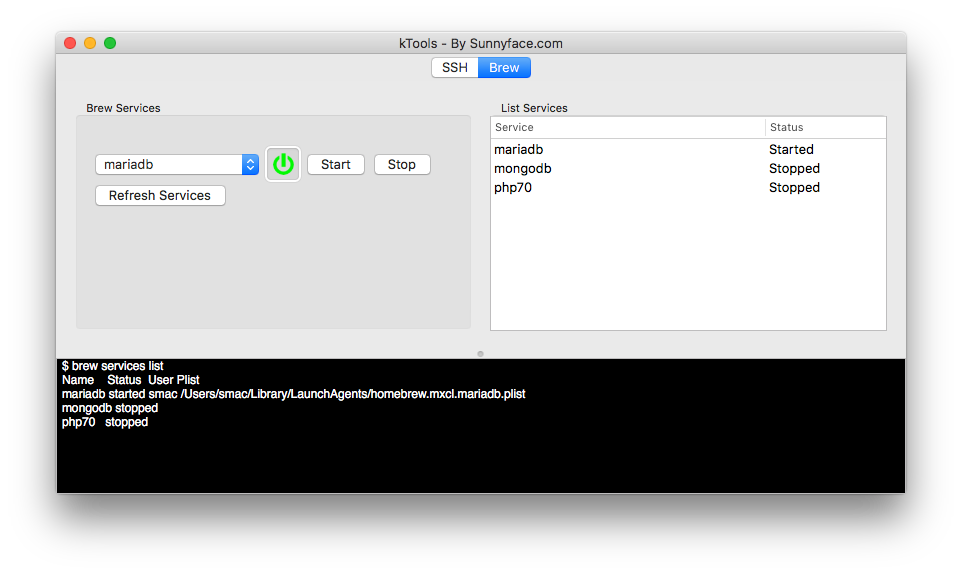 kTools - By Sunnyface.com
SSH Brew
Brew Services
mariadb Start Stop
Refresh Services
List Services
Service Status
mariadb Started
mongodb Stopped
php70 Stopped
$ brew services list
Name Status User Plist
mariadb started smac /Users/smac/Library/LaunchAgents/homebrew.mxcl.mariadb.plist
mongodb stopped
php70 stopped